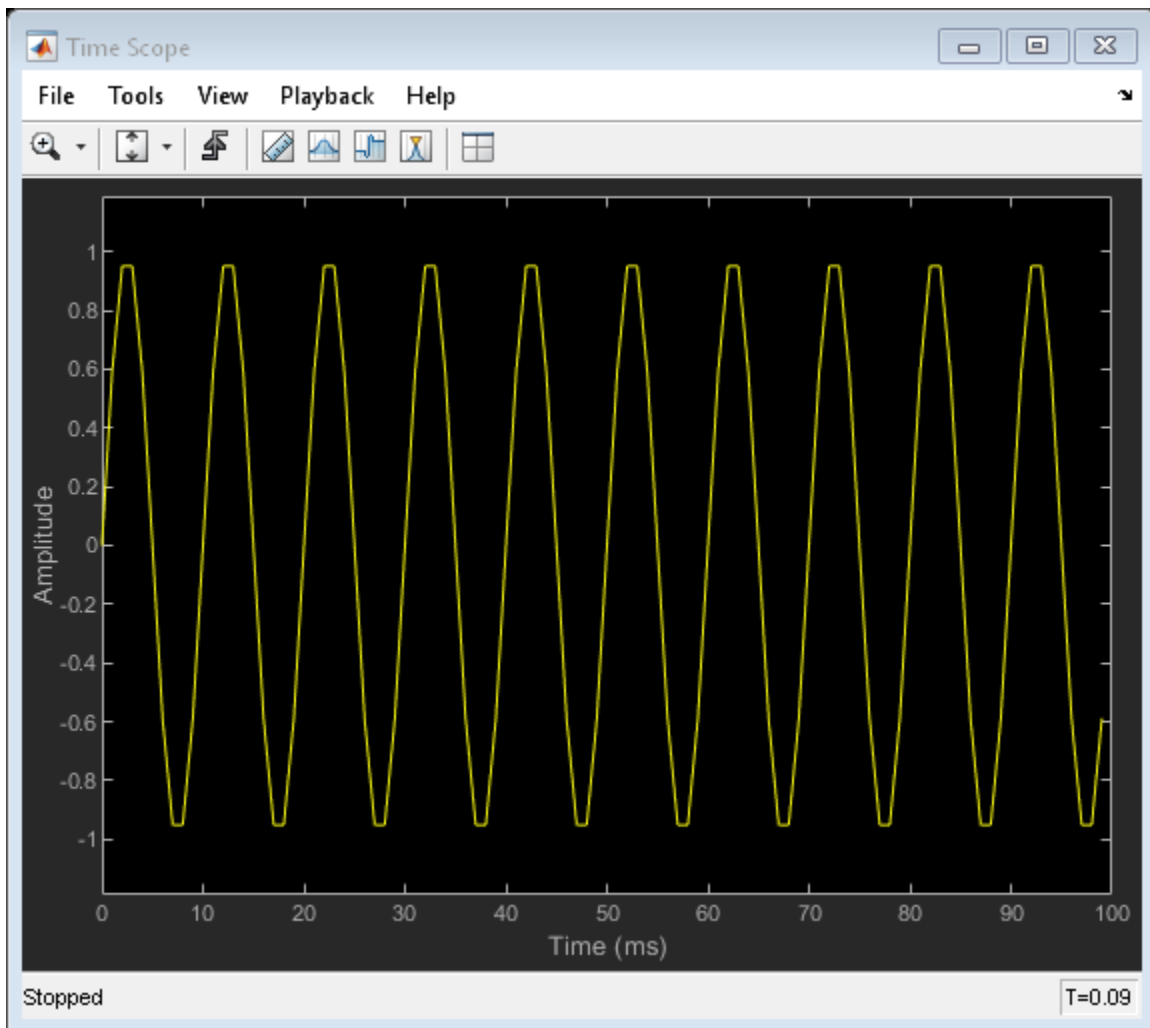 Time Scope
File Tools View Playback Help
1
0.8
0.6
0.4
0.2
0
-0.2
-0.4
-0.6
-0.8
-1
Amplitude
0 10 20 30 40 50 60 70 80 90 100
Time (ms)
Stopped T=0.09